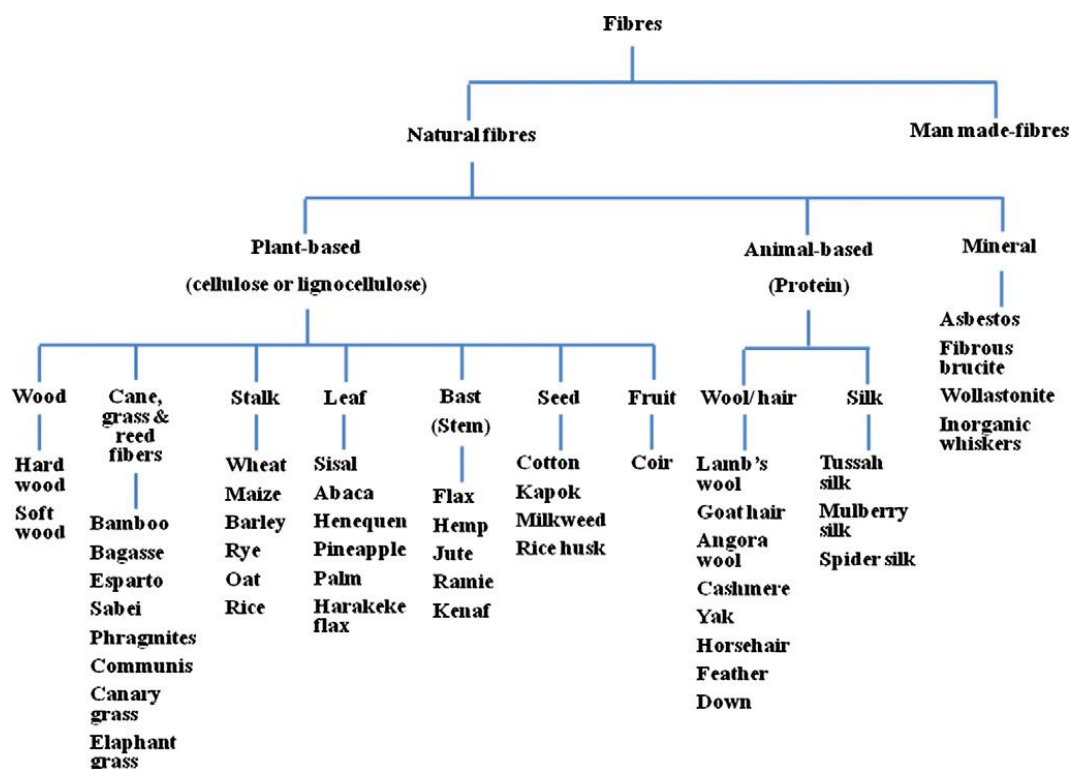 Fibres
Natural fibres
Man made-fibres
Plant-based
(cellulose or lignocellulose)
Animal-based
(Protein)
Mineral
Asbestos
Fibrous
brucite
Wollastonite
Inorganic
whiskers
Wood
Hard
wood
Soft
wood
Cane,
grass &
reed
fibers
Bamboo
Bagasse
Esparto
Sabei
Phragmites
Communis
Canary
grass
Elaphant
grass
Stalk
Wheat
Maize
Barley
Rye
Oat
Rice
Leaf
Sisal
Abaca
Henequen
Pineapple
Palm
Harakeke
flax
Bast
(Stem)
Flax
Hemp
Jute
Ramie
Kenaf
Seed
Cotton
Kapok
Milkweed
Rice husk
Fruit
Coir
Wool/hair
Lamb's
wool
Goat hair
Angora
wool
Cashmere
Yak
Horsehair
Feather
Down
Silk
Tussah
silk
Mulberry
silk
Spider silk